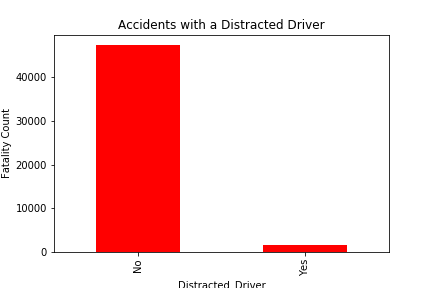 Accidents with a Distracted Driver
Fatality Count
40000
30000
20000
10000
0
No
Yes
Distracted_Driver